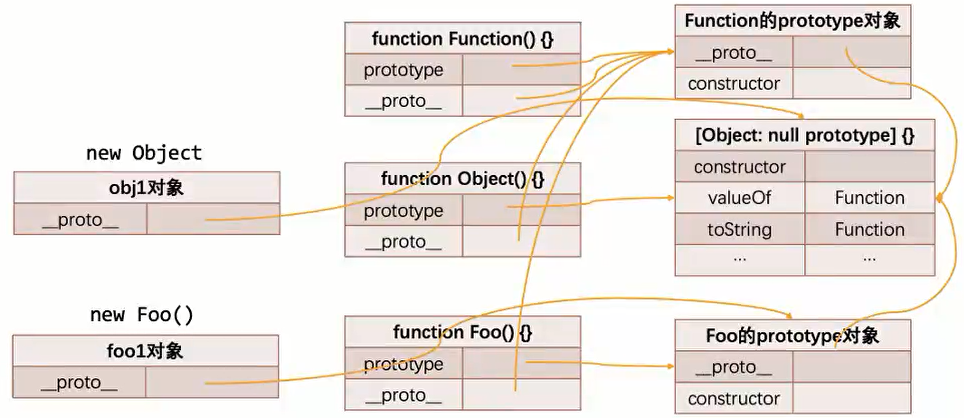 function Function() {}
prototype
__proto__
Function的prototype对象
__proto__
constructor
new Object
obj1对象
__proto__
function Object() {}
prototype
__proto__
[Object: null prototype] {}
constructor
valueOf Function
toString Function
... ...
new Foo()
foo1对象
__proto__
function Foo() {}
prototype
__proto__
Foo的prototype对象
__proto__
constructor